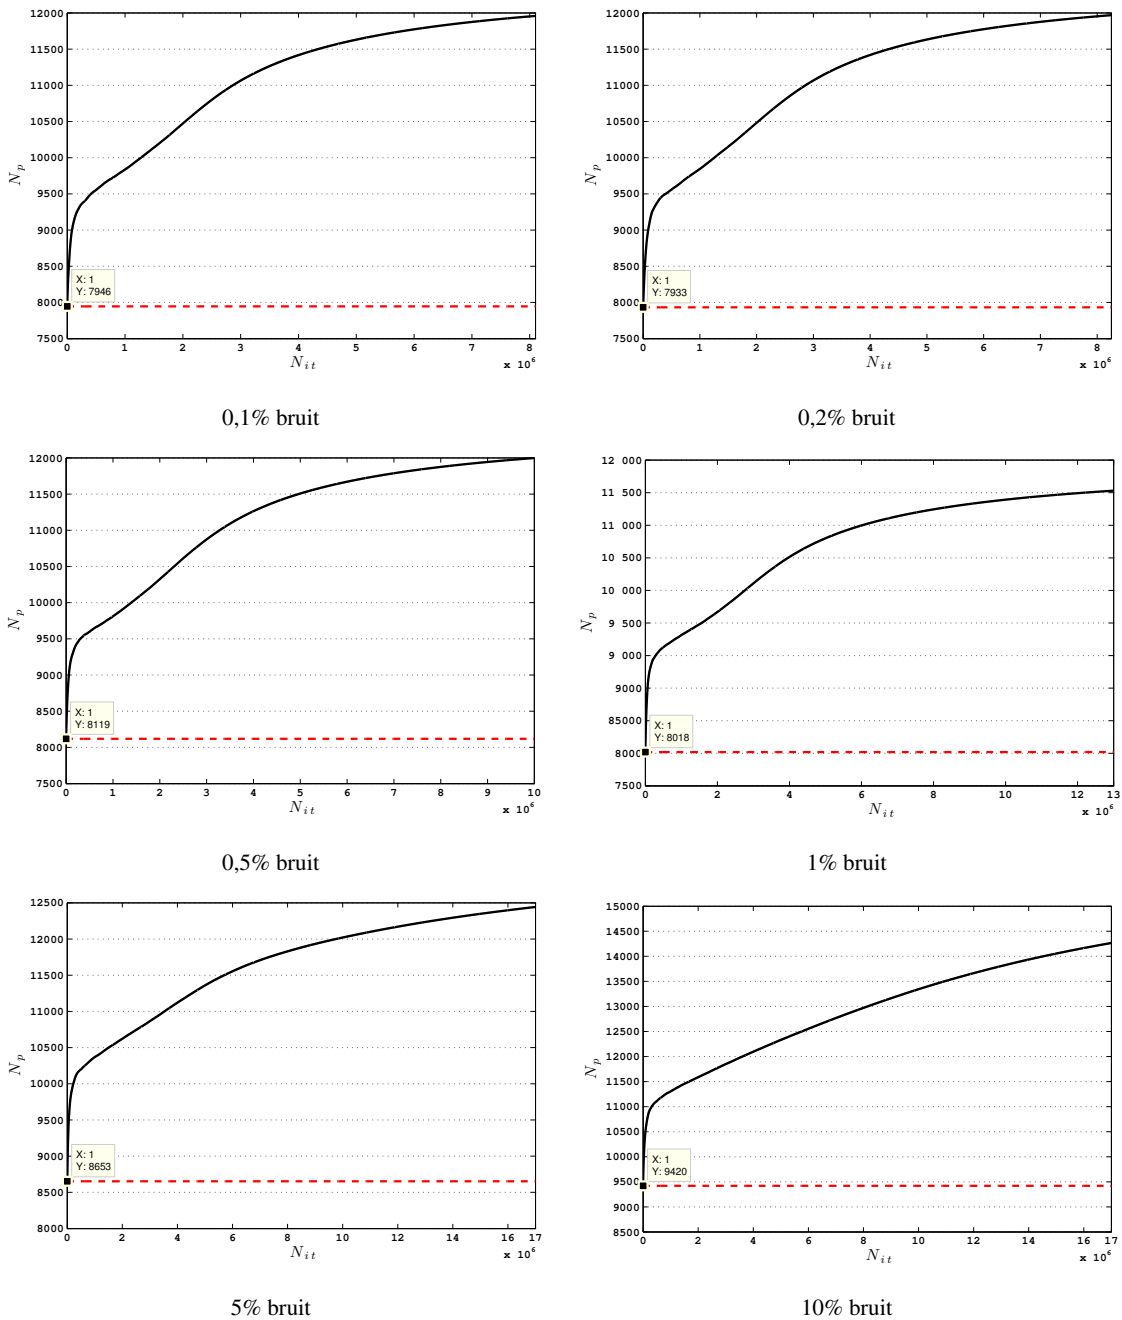 12000
11500
11000
10500
10000
9500
9000
8500
8000
7500
N_p
X: 1
Y: 7946
0 1 2 3 4 5 6 7 8
N_it
x 10^6
0,1% bruit
12000
11500
11000
10500
10000
9500
9000
8500
8000
7500
N_p
X: 1
Y: 7933
0 1 2 3 4 5 6 7 8
N_it
x 10^6
0,2% bruit
12000
11500
11000
10500
10000
9500
9000
8500
8000
7500
N_p
X: 1
Y: 8119
0 1 2 3 4 5 6 7 8 9 10
N_it
x 10^6
0,5% bruit
12 000
11 500
11 000
10 500
10 000
9 500
9 000
9000
85000
8000
7500
N_p
X: 1
Y: 8018
0 2 4 6 8 10 12 13
N_it
x 10^6
1% bruit
12500
12000
11500
11000
10500
10000
9500
9000
8500
8000
N_p
X: 1
Y: 8653
0 2 4 6 8 10 12 14 16 17
N_it
x 10^6
5% bruit
15000
14500
14000
13500
13000
12500
12000
11500
11000
10500
10000
9500
9000
8500
N_p
X: 1
Y: 9420
0 2 4 6 8 10 12 14 16 17
N_it
x 10^6
10% bruit